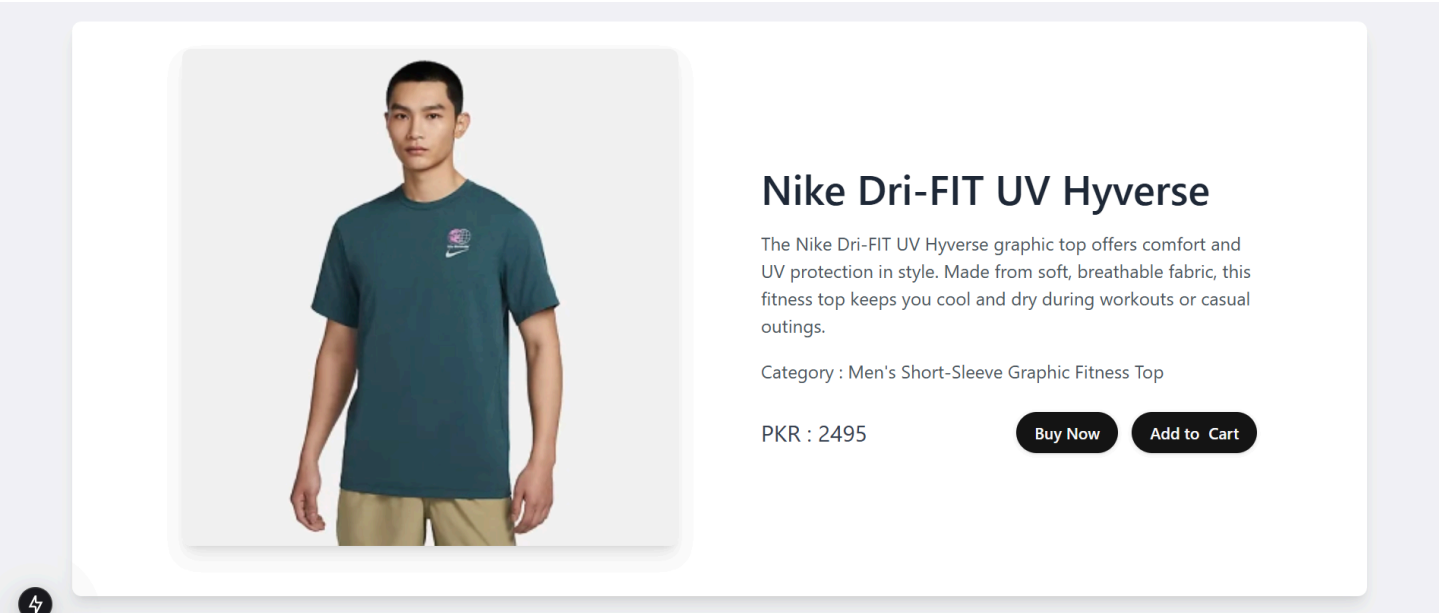 Nike Dri-FIT UV Hyverse
The Nike Dri-FIT UV Hyverse graphic top offers comfort and
UV protection in style. Made from soft, breathable fabric, this
fitness top keeps you cool and dry during workouts or casual
outings.
Category : Men's Short-Sleeve Graphic Fitness Top
PKR : 2495
Buy Now
Add to  Cart